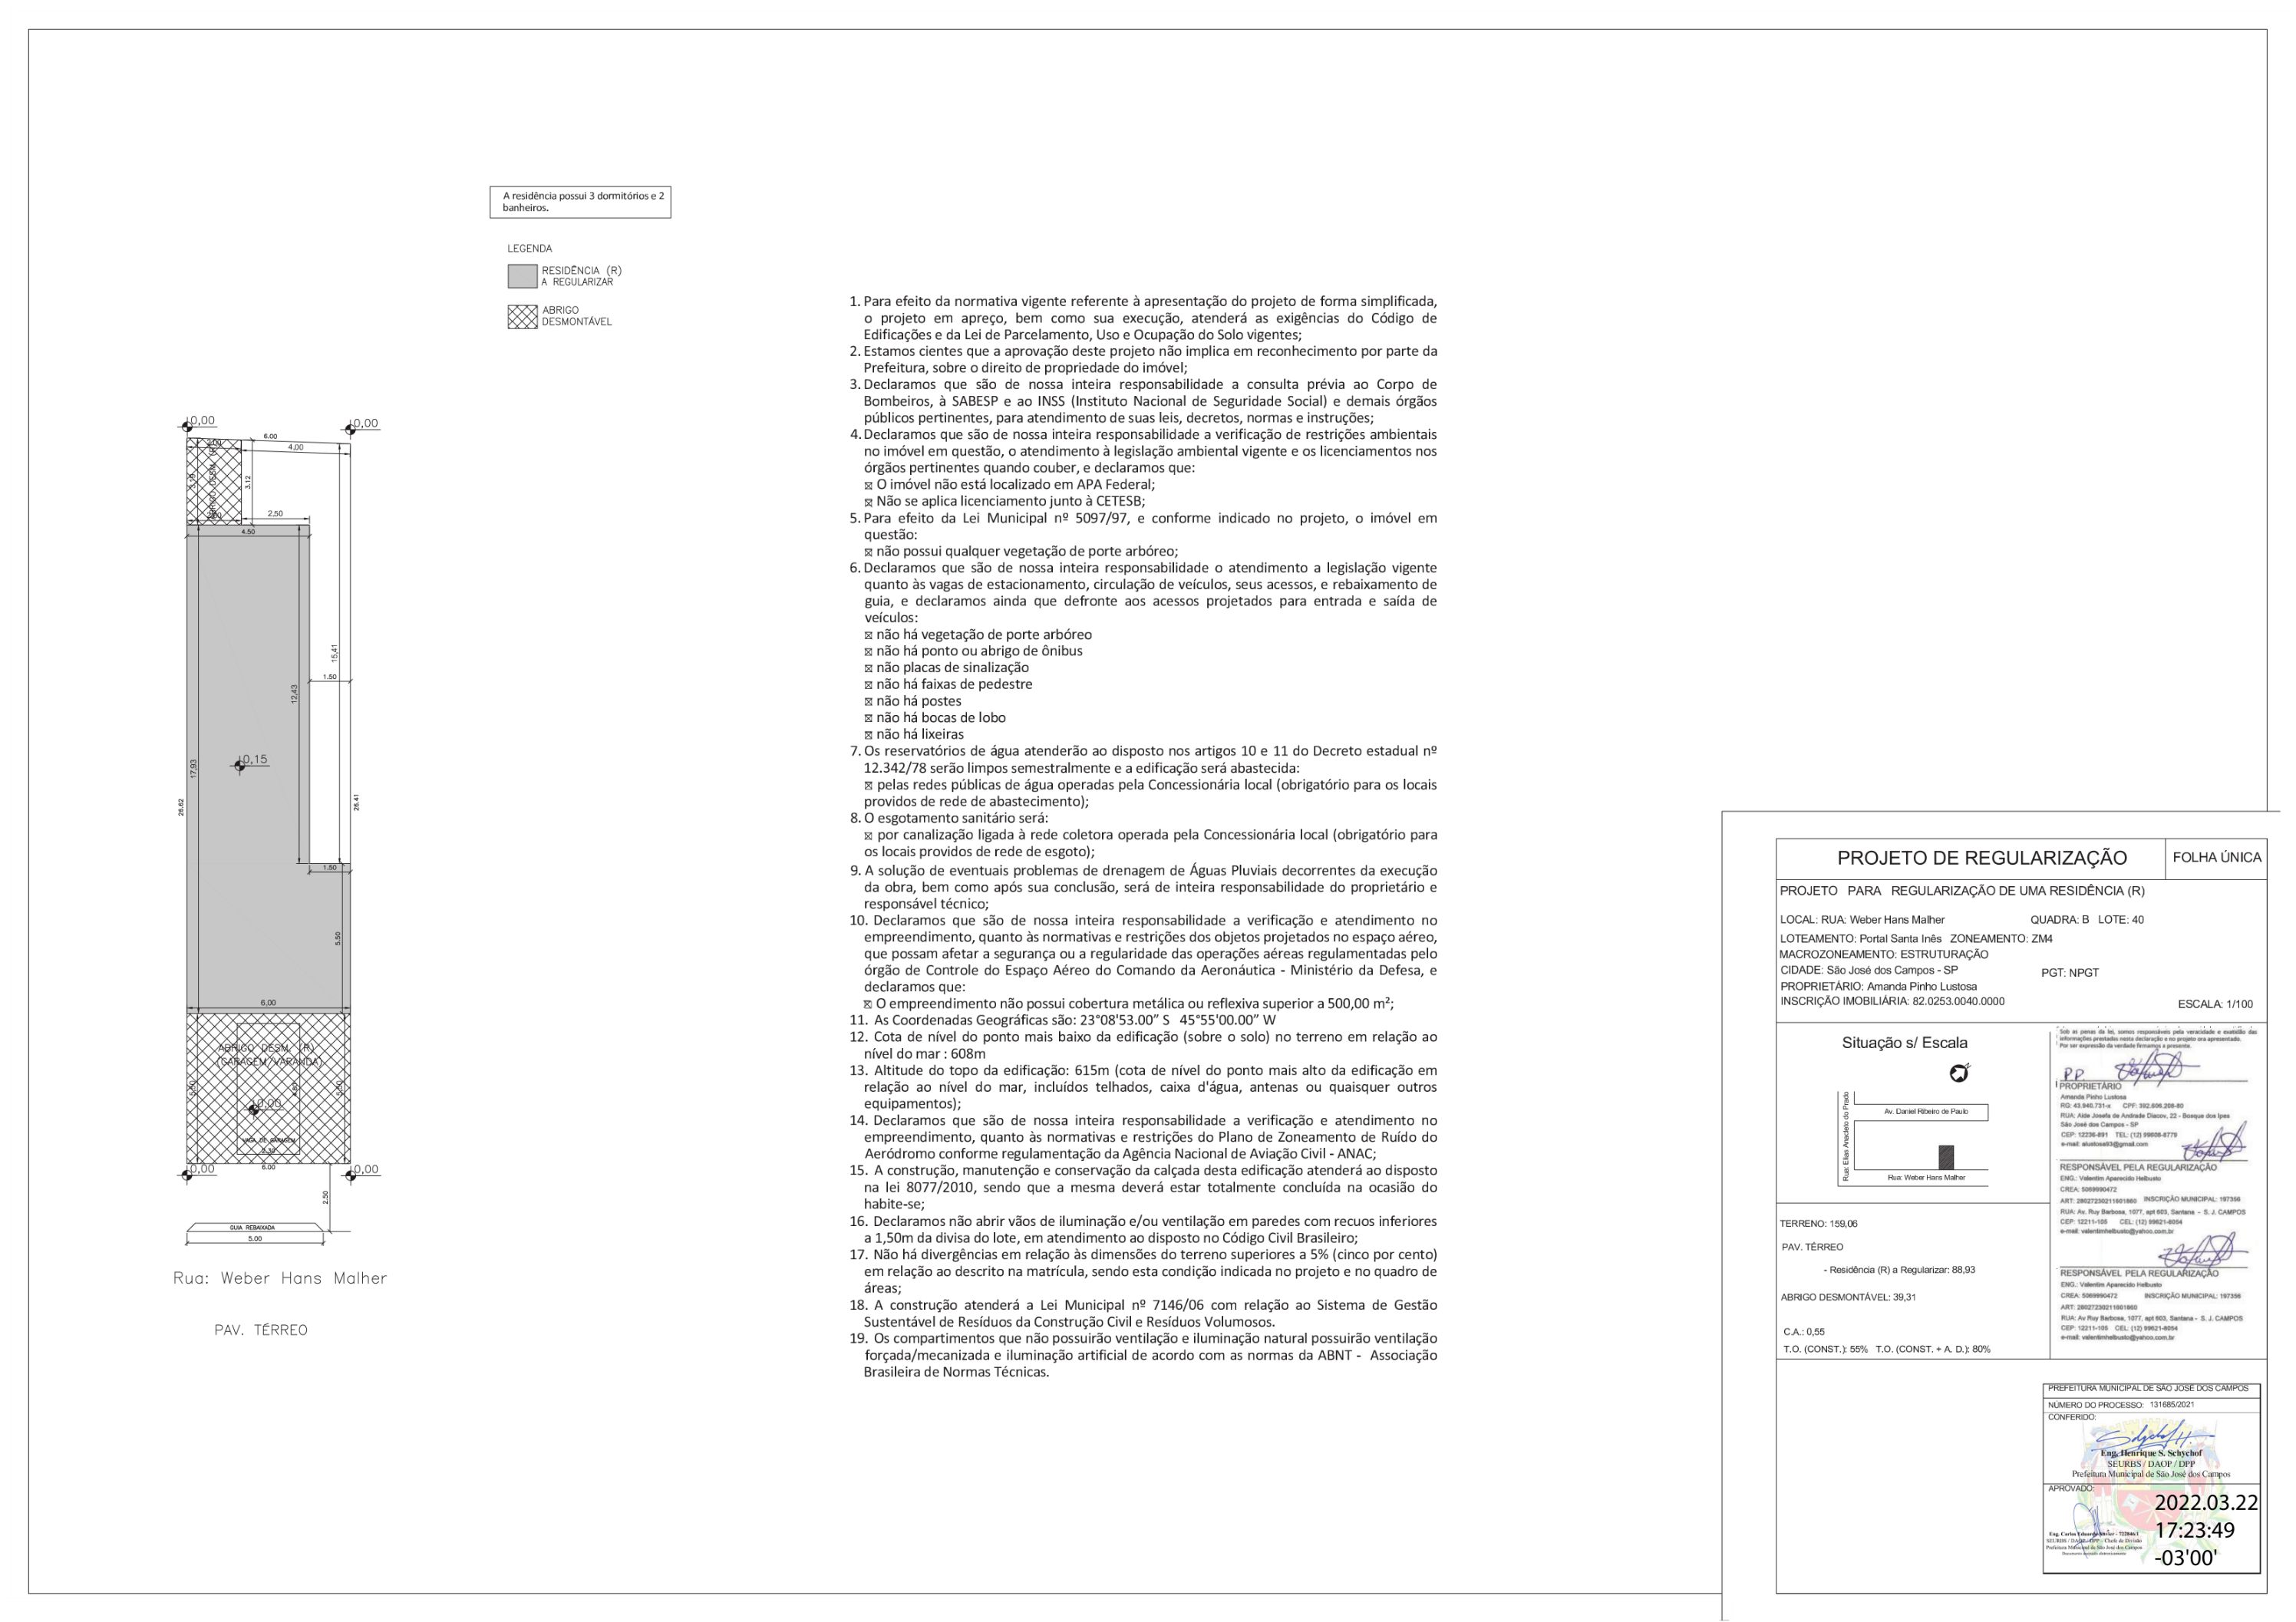 A residência possui 3 dormitórios e 2
banheiros.
LEGENDA
RESIDÊNCIA (R)
A REGULARIZAR
ABRIGO
DESMONTÁVEL
0,00
0,00
6.00
4,00
3.12
2,50
4.50
15,41
1.50
12,43
0,15
17,93
26.62
26.41
1.50
5.50
6,00
ABRIGO DESM. (R)
(GARAGEM/VARANDA)
0,00
VAGA DE GARAGEM
2.30
6.00
0,00
0,00
2.50
GUIA REBAIXADA
5.00
Rua: Weber Hans Malher
PAV. TÉRREO
1. Para efeito da normativa vigente referente à apresentação do projeto de forma simplificada,
o projeto em apreço, bem como sua execução, atenderá as exigências do Código de
Edificações e da Lei de Parcelamento, Uso e Ocupação do Solo vigentes;
2. Estamos cientes que a aprovação deste projeto não implica em reconhecimento por parte da
Prefeitura, sobre o direito de propriedade do imóvel;
3. Declaramos que são de nossa inteira responsabilidade a consulta prévia ao Corpo de
Bombeiros, à SABESP e ao INSS (Instituto Nacional de Seguridade Social) e demais órgãos
públicos pertinentes, para atendimento de suas leis, decretos, normas e instruções;
4. Declaramos que são de nossa inteira responsabilidade a verificação de restrições ambientais
no imóvel em questão, o atendimento à legislação ambiental vigente e os licenciamentos nos
órgãos pertinentes quando couber, e declaramos que:
☒ O imóvel não está localizado em APA Federal;
☒ Não se aplica licenciamento junto à CETESB;
5. Para efeito da Lei Municipal nº 5097/97, e conforme indicado no projeto, o imóvel em
questão:
☒ não possui qualquer vegetação de porte arbóreo;
6. Declaramos que são de nossa inteira responsabilidade o atendimento a legislação vigente
quanto às vagas de estacionamento, circulação de veículos, seus acessos, e rebaixamento de
guia, e declaramos ainda que defronte aos acessos projetados para entrada e saída de
veículos:
☒ não há vegetação de porte arbóreo
☒ não há ponto ou abrigo de ônibus
☒ não placas de sinalização
☒ não há faixas de pedestre
☒ não há postes
☒ não há bocas de lobo
☒ não há lixeiras
7. Os reservatórios de água atenderão ao disposto nos artigos 10 e 11 do Decreto estadual nº
12.342/78 serão limpos semestralmente e a edificação será abastecida:
☒ pelas redes públicas de água operadas pela Concessionária local (obrigatório para os locais
providos de rede de abastecimento);
8. O esgotamento sanitário será:
☒ por canalização ligada à rede coletora operada pela Concessionária local (obrigatório para
os locais providos de rede de esgoto);
9. A solução de eventuais problemas de drenagem de Águas Pluviais decorrentes da execução
da obra, bem como após sua conclusão, será de inteira responsabilidade do proprietário e
responsável técnico;
10. Declaramos que são de nossa inteira responsabilidade a verificação e atendimento no
empreendimento, quanto às normativas e restrições dos objetos projetados no espaço aéreo,
que possam afetar a segurança ou a regularidade das operações aéreas regulamentadas pelo
órgão de Controle do Espaço Aéreo do Comando da Aeronáutica - Ministério da Defesa, e
declaramos que:
☒ O empreendimento não possui cobertura metálica ou reflexiva superior a 500,00 m²;
11. As Coordenadas Geográficas são: 23°08'53.00” S 45°55'00.00” W
12. Cota de nível do ponto mais baixo da edificação (sobre o solo) no terreno em relação ao
nível do mar : 608m
13. Altitude do topo da edificação: 615m (cota de nível do ponto mais alto da edificação em
relação ao nível do mar, incluídos telhados, caixa d'água, antenas ou quaisquer outros
equipamentos);
14. Declaramos que são de nossa inteira responsabilidade a verificação e atendimento no
empreendimento, quanto às normativas e restrições do Plano de Zoneamento de Ruído do
Aeródromo conforme regulamentação da Agência Nacional de Aviação Civil - ANAC;
15. A construção, manutenção e conservação da calçada desta edificação atenderá ao disposto
na lei 8077/2010, sendo que a mesma deverá estar totalmente concluída na ocasião do
habite-se;
16. Declaramos não abrir vãos de iluminação e/ou ventilação em paredes com recuos inferiores
a 1,50m da divisa do lote, em atendimento ao disposto no Código Civil Brasileiro;
17. Não há divergências em relação às dimensões do terreno superiores a 5% (cinco por cento)
em relação ao descrito na matrícula, sendo esta condição indicada no projeto e no quadro de
áreas;
18. A construção atenderá a Lei Municipal nº 7146/06 com relação ao Sistema de Gestão
Sustentável de Resíduos da Construção Civil e Resíduos Volumosos.
19. Os compartimentos que não possuirão ventilação e iluminação natural possuirão ventilação
forçada/mecanizada e iluminação artificial de acordo com as normas da ABNT - Associação
Brasileira de Normas Técnicas.
PROJETO DE REGULARIZAÇÃO
FOLHA ÚNICA
PROJETO PARA REGULARIZAÇÃO DE UMA RESIDÊNCIA (R)
LOCAL: RUA: Weber Hans Malher QUADRA: B LOTE: 40
LOTEAMENTO: Portal Santa Inês ZONEAMENTO: ZM4
MACROZONEAMENTO: ESTRUTURAÇÃO
CIDADE: São José dos Campos - SP PGT: NPGT
PROPRIETÁRIO: Amanda Pinho Lustosa
INSCRIÇÃO IMOBILIÁRIA: 82.0253.0040.0000
ESCALA: 1/100
Situação s/ Escala
Rua: Elias Anacleto do Prado
Av. Daniel Ribeiro de Paulo
Rua: Weber Hans Malher
Sob as penas da lei, somos responsáveis pela veracidade e exatidão das
informações prestados nesta declaração e no projeto ora apresentado.
Por ser expressão da verdade firmamos a presente.
P.P.
PROPRIETÁRIO
Amanda Pinho Lustosa
RG: 43.946.731-x CPF: 392.606.208-80
RUA: Aide Josefa de Andrade Diacov, 22 - Bosque dos Ipes
São José dos Campos - SP
CEP: 12236-891 TEL: (12) 99608-6779
e-mail: alustosa93@gmail.com
RESPONSÁVEL PELA REGULARIZAÇÃO
ENG.: Valentim Aparecido Helbusto
CREA: 5069990472
ART: 28027230211601860 INSCRIÇÃO MUNICIPAL: 197356
RUA: Av. Ruy Barbosa, 1077, apt 603, Santana - S. J. CAMPOS
CEP: 12211-105 CEL: (12) 99621-8054
e-mail: valentimhelbusto@yahoo.com.br
RESPONSÁVEL PELA REGULARIZAÇÃO
ENG.: Valentim Aparecido Helbusto
CREA: 5069990472 INSCRIÇÃO MUNICIPAL: 197356
ART: 28027230211601860
RUA: Av Ruy Barbosa, 1077, apt 603, Santana - S. J. CAMPOS
CEP: 12211-105 CEL: (12) 99621-8054
e-mail: valentimhelbusto@yahoo.com.br
TERRENO: 159,06
PAV. TÉRREO
- Residência (R) a Regularizar: 88,93
ABRIGO DESMONTÁVEL: 39,31
C.A.: 0,55
T.O. (CONST.): 55% T.O. (CONST. + A. D.): 80%
PREFEITURA MUNICIPAL DE SÃO JOSÉ DOS CAMPOS
NÚMERO DO PROCESSO: 131685/2021
CONFERIDO:
Eng. Henrique S. Schychof
SEURBS / DAOP / DPP
Prefeitura Municipal de São José dos Campos
APROVADO:
SEURBS / DAOP / DPP - Chefe de Divisão
Prefeitura Municipal de São José dos Campos
2022.03.22
17:23:49
-03'00'